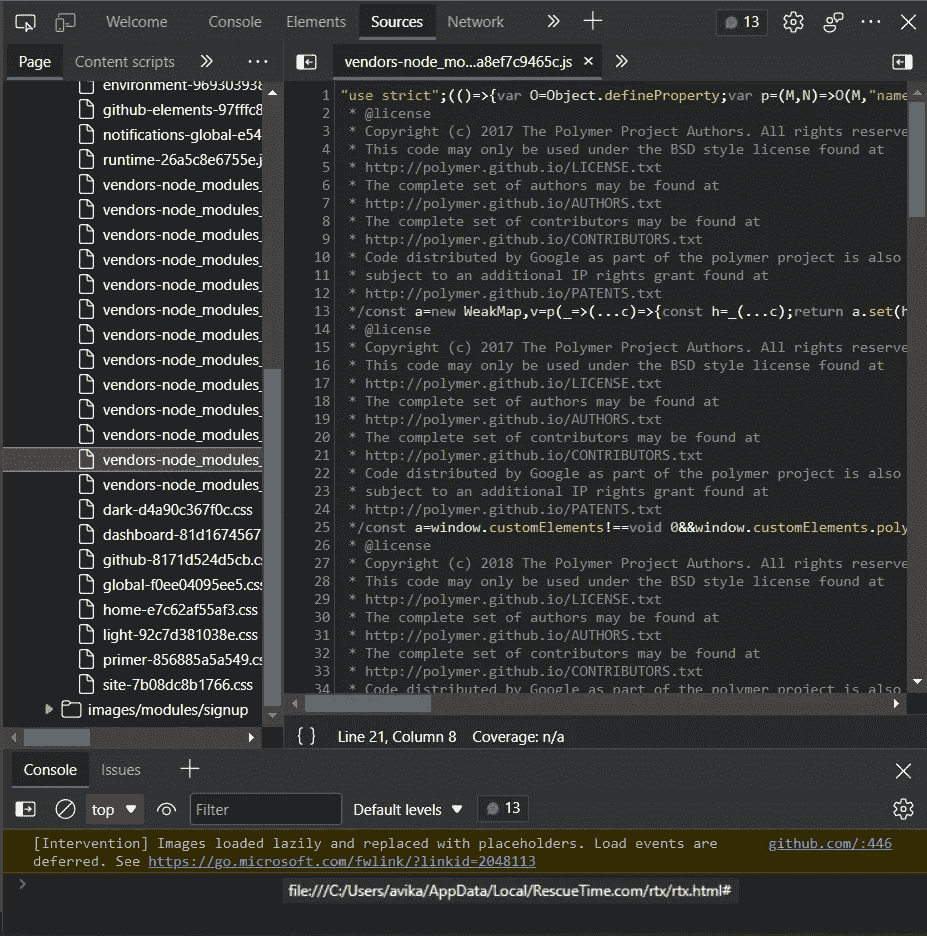 Welcome Console Elements Sources Network 13
Page Content scripts
vendors-node_mo...a8ef7c9465c.js
environment-969303938
github-elements-97fffc8
notifications-global-e54
runtime-26a5c8e6755e.j
vendors-node_modules_
vendors-node_modules_
vendors-node_modules_
vendors-node_modules_
vendors-node_modules_
vendors-node_modules_
vendors-node_modules_
vendors-node_modules_
vendors-node_modules_
vendors-node_modules_
vendors-node_modules_
vendors-node_modules_
vendors-node_modules_
dark-d4a90c367f0c.css
dashboard-81d1674567
github-8171d524d5cb.cs
global-f0ee04095ee5.css
home-e7c62af55af3.css
light-92c7d381038e.css
primer-856885a5a549.cs
site-7b08dc8b1766.css
images/modules/signup
1 "use strict";(()=>{var O=Object.defineProperty;var p=(M,N)=>O(M,"name
2 * @license
3 * Copyright (c) 2017 The Polymer Project Authors. All rights reserve
4 * This code may only be used under the BSD style license found at
5 * http://polymer.github.io/LICENSE.txt
6 * The complete set of authors may be found at
7 * http://polymer.github.io/AUTHORS.txt
8 * The complete set of contributors may be found at
9 * http://polymer.github.io/CONTRIBUTORS.txt
10 * Code distributed by Google as part of the polymer project is also
11 * subject to an additional IP rights grant found at
12 * http://polymer.github.io/PATENTS.txt
13 */const a=new WeakMap,v=p(_=>(...c)=>{const h=_(...c);return a.set(h
14 * @license
15 * Copyright (c) 2017 The Polymer Project Authors. All rights reserve
16 * This code may only be used under the BSD style license found at
17 * http://polymer.github.io/LICENSE.txt
18 * The complete set of authors may be found at
19 * http://polymer.github.io/AUTHORS.txt
20 * The complete set of contributors may be found at
21 * http://polymer.github.io/CONTRIBUTORS.txt
22 * Code distributed by Google as part of the polymer project is also
23 * subject to an additional IP rights grant found at
24 * http://polymer.github.io/PATENTS.txt
25 */const a=window.customElements!==void 0&&window.customElements.poly
26 * @license
27 * Copyright (c) 2018 The Polymer Project Authors. All rights reserve
28 * This code may only be used under the BSD style license found at
29 * http://polymer.github.io/LICENSE.txt
30 * The complete set of authors may be found at
31 * http://polymer.github.io/AUTHORS.txt
32 * The complete set of contributors may be found at
33 * http://polymer.github.io/CONTRIBUTORS.txt
34 * Code distributed by Google as part of the polymer project is also
{ } Line 21, Column 8 Coverage: n/a
Console Issues
top Filter Default levels 13
[Intervention] Images loaded lazily and replaced with placeholders. Load events are github.com/:446
deferred. See https://go.microsoft.com/fwlink/?linkid=2048113
file:///C:/Users/avika/AppData/Local/RescueTime.com/rtx/rtx.html#